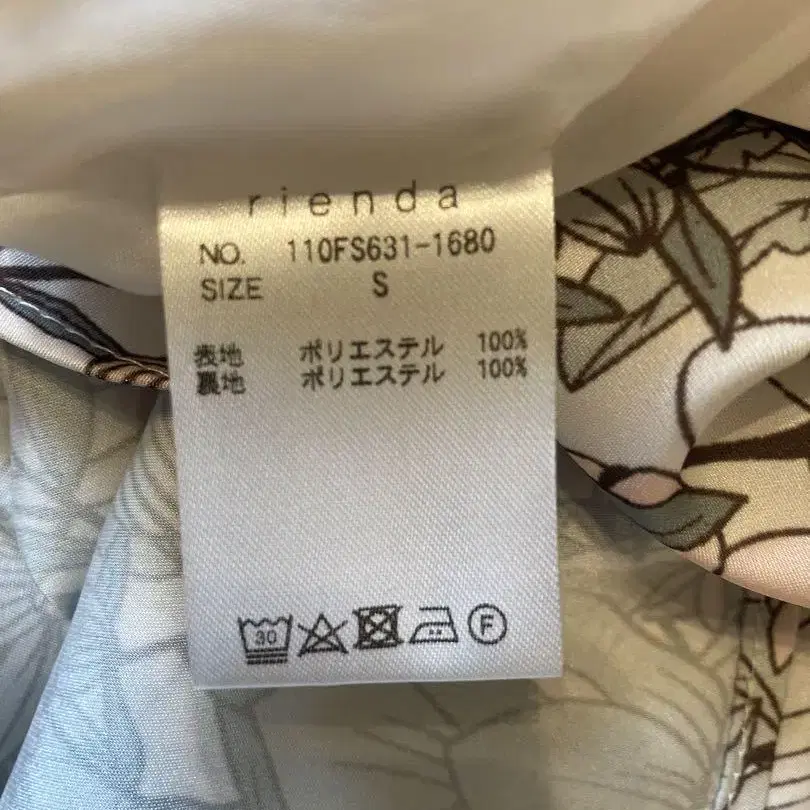 rienda
NO. 110FS631-1680
SIZE S
表地 ポリエステル 100%
裏地 ポリエステル 100%
30 F